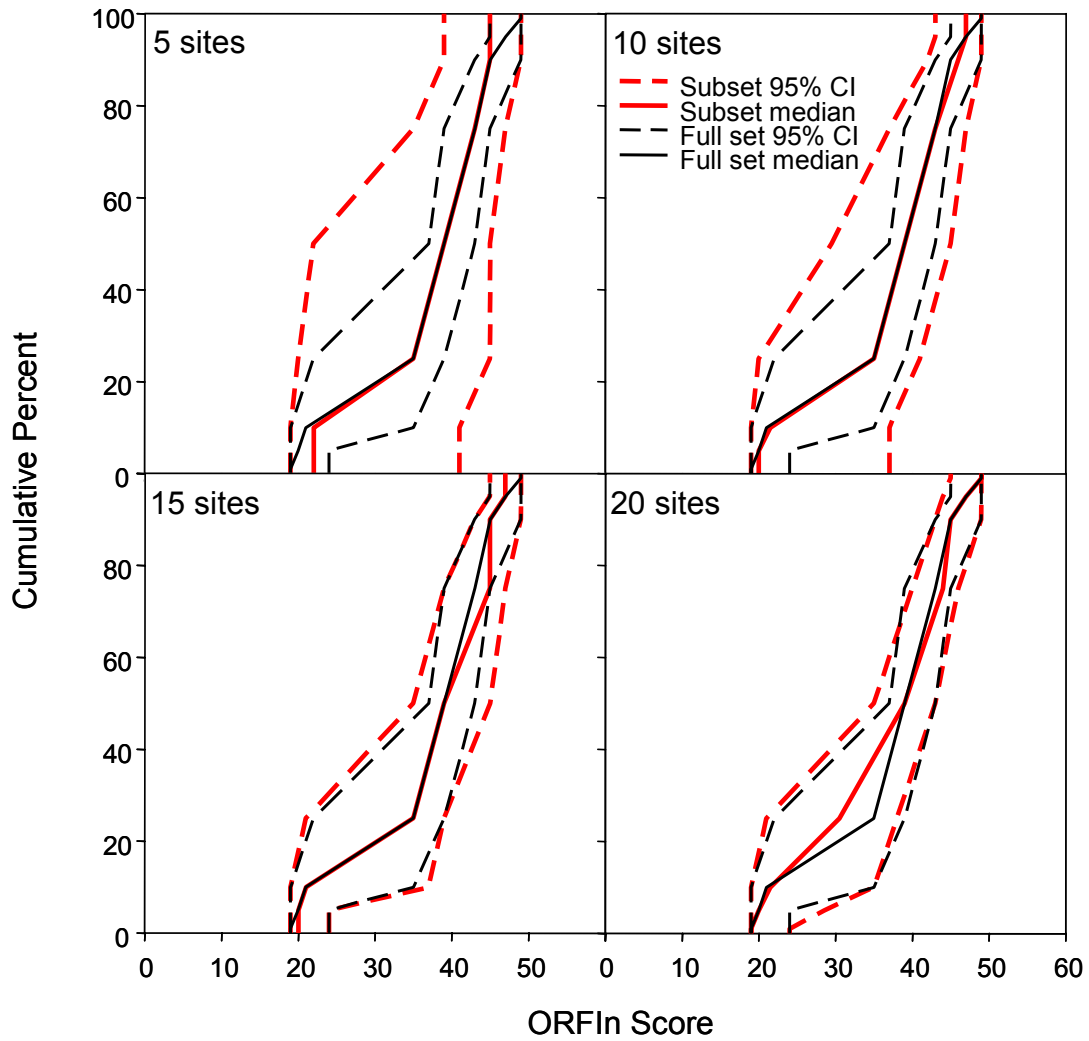 100
5 sites
10 sites
Subset 95% CI
Subset median
Full set 95% CI
Full set median
80
60
40
20
0
15 sites
20 sites
80
60
40
20
0
Cumulative Percent
0 10 20 30 40 50 0 10 20 30 40 50 60
ORFIn Score